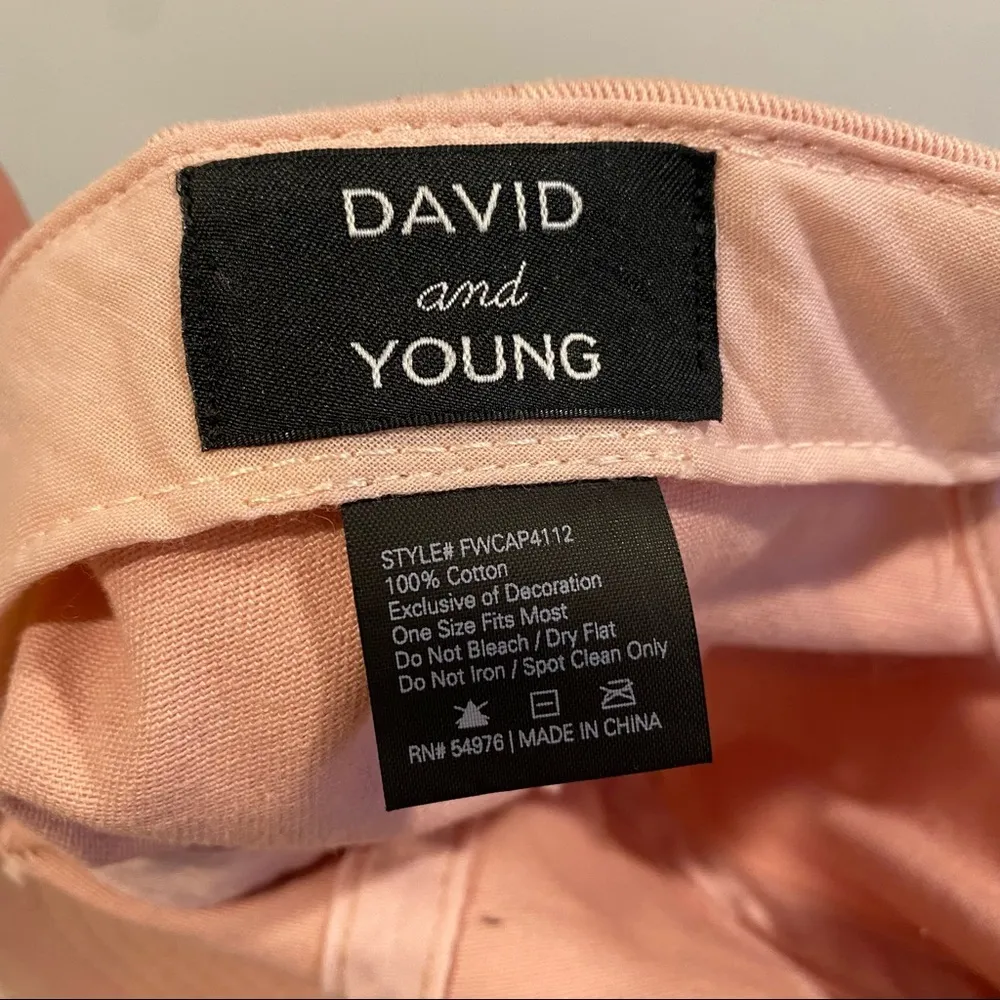 DAVID
and
YOUNG
STYLE# FWCAP4112
100% Cotton
Exclusive of Decoration
One Size Fits Most
Do Not Bleach / Dry Flat
Do Not Iron / Spot Clean Only
RN# 54976 | MADE IN CHINA